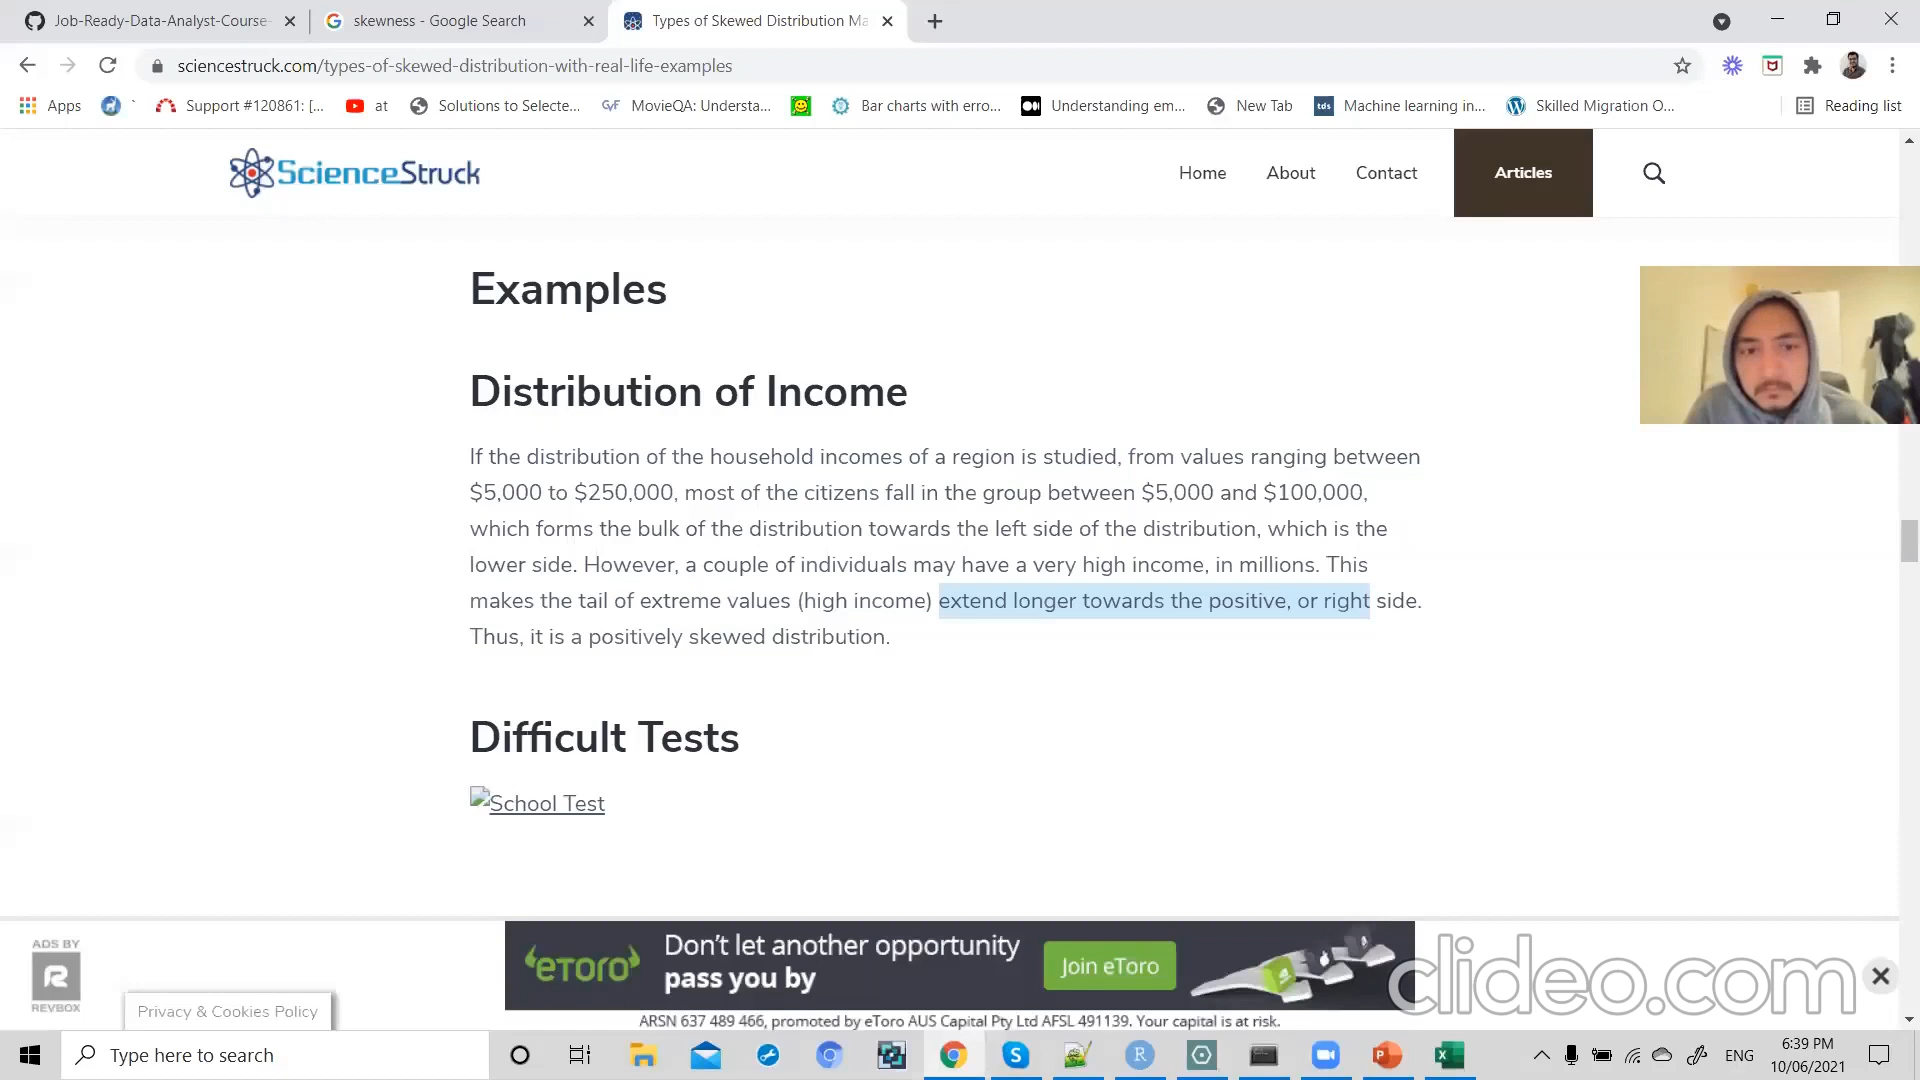 Job-Ready-Data-Analyst-Course-
skewness - Google Search
Types of Skewed Distribution Ma
sciencestruck.com/types-of-skewed-distribution-with-real-life-examples
Apps
Support #120861: [...
at
Solutions to Selecte...
GYF
MovieQA: Understa...
Bar charts with erro...
Understanding em...
New Tab
tds
Machine learning in...
Skilled Migration O...
Reading list
ScienceStruck
Home
About
Contact
Articles
Examples
Distribution of Income
If the distribution of the household incomes of a region is studied, from values ranging between
$5,000 to $250,000, most of the citizens fall in the group between $5,000 and $100,000,
which forms the bulk of the distribution towards the left side of the distribution, which is the
lower side. However, a couple of individuals may have a very high income, in millions. This
makes the tail of extreme values (high income) extend longer towards the positive, or right side.
Thus, it is a positively skewed distribution.
Difficult Tests
School Test
ADS BY
REVBOX
Privacy & Cookies Policy
eToro
Don't let another opportunity
pass you by
Join eToro
ARSN 637 489 466, promoted by eToro AUS Capital Pty Ltd AFSL 491139. Your capital is at risk.
clideo.com
Type here to search
ENG
6:39 PM
10/06/2021